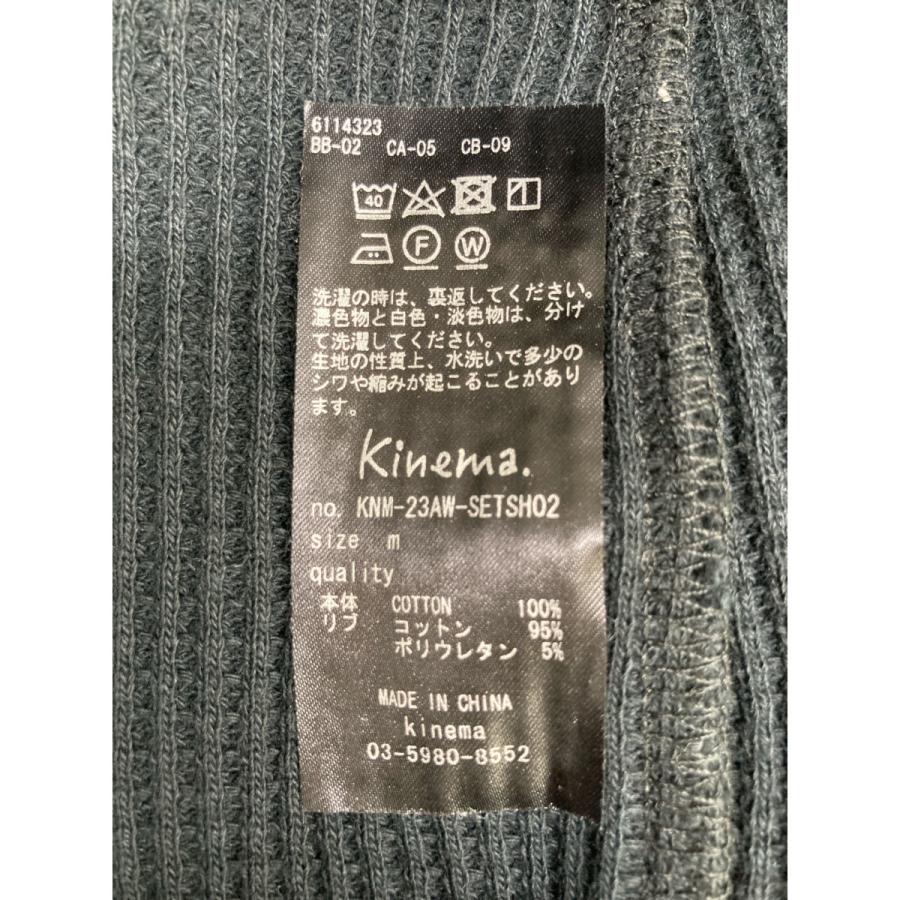 6114323
BB-02 CA-05 CB-09
40
F W
洗濯の時は、裏返してください。
濃色物と白色・淡色物は、分け
て洗濯してください。
生地の性質上、水洗いで多少の
シワや縮みが起こることがあり
ます。
Kinema.
no. KNM-23AW-SETSH02
size m
quality
本体 COTTON 100%
リブ コットン 95%
ポリウレタン 5%
MADE IN CHINA
kinema
03-5980-8552